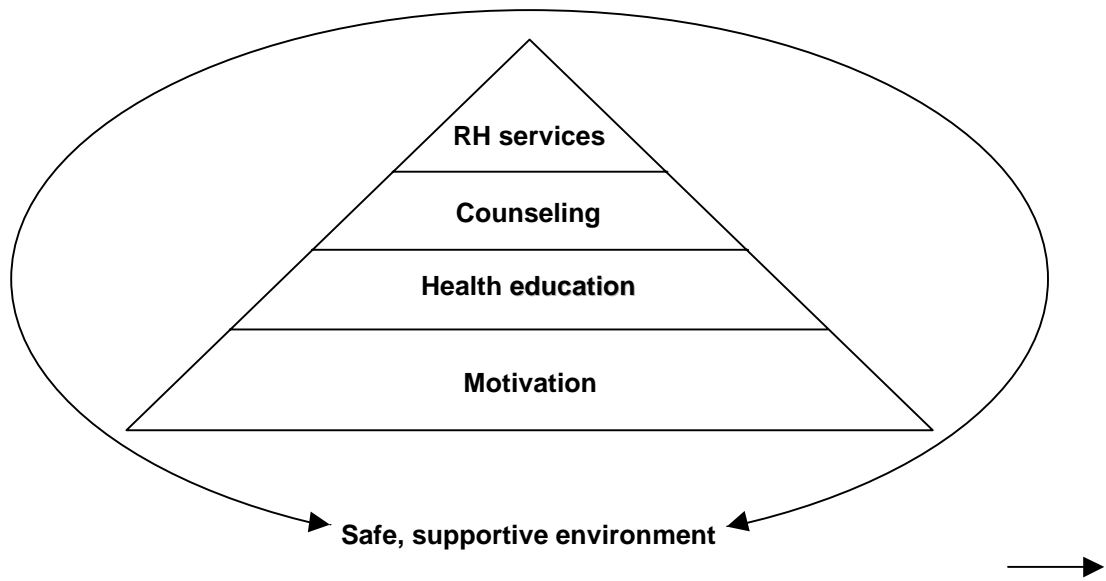 RH services
Counseling
Health education
Motivation
Safe, supportive environment